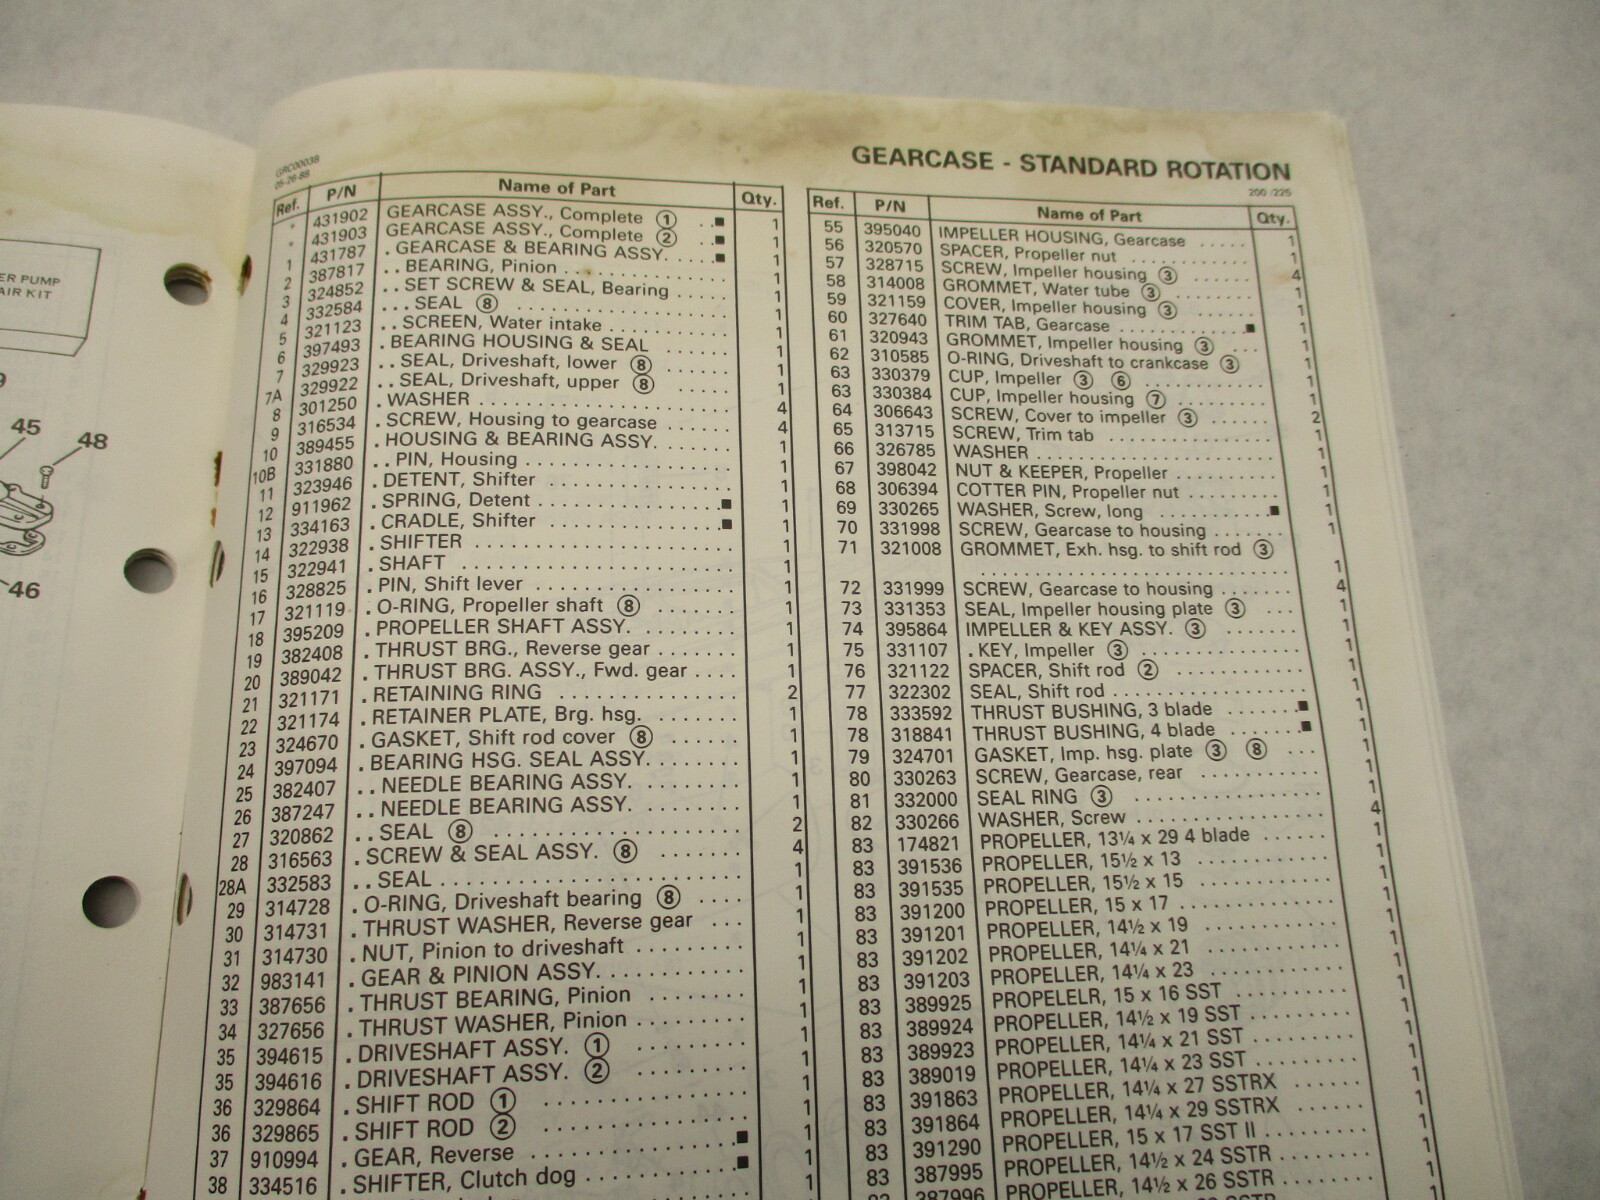 ER PUMP
AIR KIT
9
45
48
46
GRC00038
05-26-88
GEARCASE - STANDARD ROTATION
200 /225
Ref. P/N Name of Part Qty.
* 431902 GEARCASE ASSY., Complete ① . .■ 1
* 431903 GEARCASE ASSY., Complete ② . .■ 1
1 431787 . GEARCASE & BEARING ASSY. . . . .■ 1
2 387817 . . BEARING, Pinion . . . . . . . . . . . . 1
3 324852 . . SET SCREW & SEAL, Bearing . . . . . 1
4 332584 . . . SEAL ⑧ . . . . . . . . . . . . 1
5 321123 . . SCREEN, Water intake . . . . . . . . . . 1
6 397493 . BEARING HOUSING & SEAL . . . . . . 1
7 329923 . . SEAL, Driveshaft, lower ⑧ . . . . . . 1
7A 329922 . . SEAL, Driveshaft, upper ⑧ . . . . . 1
8 301250 . WASHER . . . . . . . . . . . . 4
9 316534 . SCREW, Housing to gearcase . . . . . . 4
10 389455 . HOUSING & BEARING ASSY. . . . . . . . 1
10B 331880 . . PIN, Housing . . . . . . . . . . . . 1
11 323946 . DETENT, Shifter . . . . . . . . . . . . 1
12 911962 . SPRING, Detent . . . . . . . . . . . .■ 1
13 334163 . CRADLE, Shifter . . . . . . . . . . . .■ 1
14 322938 . SHIFTER . . . . . . . . . . . . 1
15 322941 . SHAFT . . . . . . . . . . . . 1
16 328825 . PIN, Shift lever . . . . . . . . . . . . 1
17 321119 . O-RING, Propeller shaft ⑧ . . . . . . . 1
18 395209 . PROPELLER SHAFT ASSY. . . . . . . . . 1
19 382408 . THRUST BRG., Reverse gear . . . . . . . 1
20 389042 . THRUST BRG. ASSY., Fwd. gear . . . . 1
21 321171 . RETAINING RING . . . . . . . . . . . . 2
22 321174 . RETAINER PLATE, Brg. hsg. . . . . . . . 1
23 324670 . GASKET, Shift rod cover ⑧ . . . . . . 1
24 397094 . BEARING HSG. SEAL ASSY. . . . . . . . 1
25 382407 . . NEEDLE BEARING ASSY. . . . . . . . . 1
26 387247 . . NEEDLE BEARING ASSY. . . . . . . . . 1
27 320862 . . SEAL ⑧ . . . . . . . . . . . . 2
28 316563 . SCREW & SEAL ASSY. ⑧ . . . . . . . 4
28A 332583 . . SEAL . . . . . . . . . . . . 1
29 314728 . O-RING, Driveshaft bearing ⑧ . . . . 1
30 314731 . THRUST WASHER, Reverse gear . . . 1
31 314730 . NUT, Pinion to driveshaft . . . . . . . . . 1
32 983141 . GEAR & PINION ASSY. . . . . . . . . . . . 1
33 387656 . THRUST BEARING, Pinion . . . . . . . . 1
34 327656 . THRUST WASHER, Pinion . . . . . . . . . 1
35 394615 . DRIVESHAFT ASSY. ① . . . . . . . . . 1
35 394616 . DRIVESHAFT ASSY. ② . . . . . . . . . 1
36 329864 . SHIFT ROD ① . . . . . . . . . . . . 1
36 329865 . SHIFT ROD ② . . . . . . . . . . . . 1
37 910994 . GEAR, Reverse . . . . . . . . . . . .■ 1
38 334516 . SHIFTER, Clutch dog . . . . . . . . . . . .■ 1
Ref. P/N Name of Part Qty.
55 395040 IMPELLER HOUSING, Gearcase . . . . . 1
56 320570 SPACER, Propeller nut . . . . . . . . . . . . 1
57 328715 SCREW, Impeller housing ③ . . . . . . . 4
58 314008 GROMMET, Water tube ③ . . . . . . . . 1
59 321159 COVER, Impeller housing ③ . . . . . . . 1
60 327640 TRIM TAB, Gearcase . . . . . . . . . . . .■ 1
61 320943 GROMMET, Impeller housing ③ . . . 1
62 310585 O-RING, Driveshaft to crankcase ③ 1
63 330379 CUP, Impeller ③ ⑥ . . . . . . . . . . . . 1
63 330384 CUP, Impeller housing ⑦ . . . . . . . . . 1
64 306643 SCREW, Cover to impeller ③ . . . . . . 2
65 313715 SCREW, Trim tab . . . . . . . . . . . . 1
66 326785 WASHER . . . . . . . . . . . . 1
67 398042 NUT & KEEPER, Propeller . . . . . . . . . 1
68 306394 COTTER PIN, Propeller nut . . . . . . . . . 1
69 330265 WASHER, Screw, long . . . . . . . . . . . .■ 1
70 331998 SCREW, Gearcase to housing . . . . . . . 1
71 321008 GROMMET, Exh. hsg. to shift rod ③
. . . . . . . . . . . . . . . . . . . . . . . . 1
72 331999 SCREW, Gearcase to housing . . . . . . . 4
73 331353 SEAL, Impeller housing plate ③ . . . 1
74 395864 IMPELLER & KEY ASSY. ③ . . . . . . . 1
75 331107 . KEY, Impeller ③ . . . . . . . . . . . . 1
76 321122 SPACER, Shift rod ② . . . . . . . . . . . . 1
77 322302 SEAL, Shift rod . . . . . . . . . . . . 1
78 333592 THRUST BUSHING, 3 blade . . . . . . .■ 1
78 318841 THRUST BUSHING, 4 blade . . . . . . .■ 1
79 324701 GASKET, Imp. hsg. plate ③ ⑧ . . . 1
80 330263 SCREW, Gearcase, rear . . . . . . . . . . . 1
81 332000 SEAL RING ③ . . . . . . . . . . . . 1
82 330266 WASHER, Screw . . . . . . . . . . . . 4
83 174821 PROPELLER, 13¼ x 29 4 blade . . . . . . 1
83 391536 PROPELLER, 15½ x 13 . . . . . . . . . . . 1
83 391535 PROPELLER, 15½ x 15 . . . . . . . . . . . 1
83 391200 PROPELLER, 15 x 17 . . . . . . . . . . . . 1
83 391201 PROPELLER, 14½ x 19 . . . . . . . . . . . 1
83 391202 PROPELLER, 14¼ x 21 . . . . . . . . . . . 1
83 391203 PROPELLER, 14¼ x 23 . . . . . . . . . . . 1
83 389925 PROPELELR, 15 x 16 SST . . . . . . . . . . 1
83 389924 PROPELLER, 14½ x 19 SST . . . . . . . . . 1
83 389923 PROPELLER, 14¼ x 21 SST . . . . . . . . . 1
83 389019 PROPELLER, 14¼ x 23 SST . . . . . . . . . 1
83 391863 PROPELLER, 14¼ x 27 SSTRX . . . . . . 1
83 391864 PROPELLER, 14¼ x 29 SSTRX . . . . . . 1
83 391290 PROPELLER, 15 x 17 SST II . . . . . . . . 1
83 387995 PROPELLER, 14½ x 24 SSTR . . . . . . . 1
83 387996 PROPELLER, 14½ x 26 SSTR . . . . . . . 1